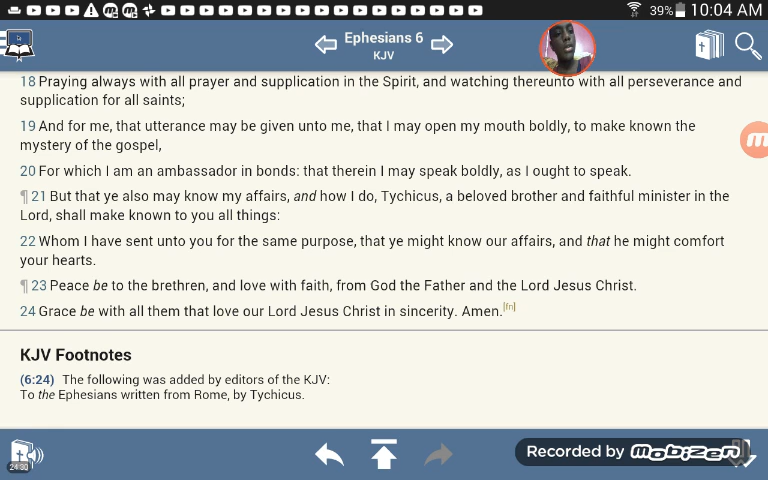 39% 10:04 AM
Ephesians 6
KJV
18 Praying always with all prayer and supplication in the Spirit, and watching thereunto with all perseverance and
supplication for all saints;
19 And for me, that utterance may be given unto me, that I may open my mouth boldly, to make known the
mystery of the gospel,
20 For which I am an ambassador in bonds: that therein I may speak boldly, as I ought to speak.
¶ 21 But that ye also may know my affairs, and how I do, Tychicus, a beloved brother and faithful minister in the
Lord, shall make known to you all things:
22 Whom I have sent unto you for the same purpose, that ye might know our affairs, and that he might comfort
your hearts.
¶ 23 Peace be to the brethren, and love with faith, from God the Father and the Lord Jesus Christ.
24 Grace be with all them that love our Lord Jesus Christ in sincerity. Amen.[fn]
KJV Footnotes
(6:24) The following was added by editors of the KJV:
To the Ephesians written from Rome, by Tychicus.
24:30
Recorded by mobizen